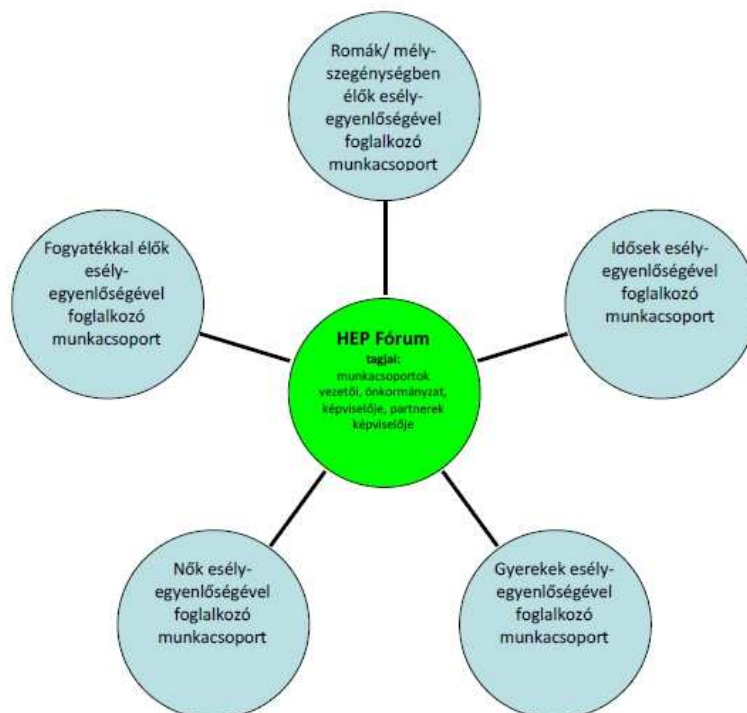 Romák/ mély-
szegénységben
élők esély-
egyenlőségével
foglalkozó
munkacsoport
Fogyatékkal élők
esély-
egyenlőségével
foglalkozó
munkacsoport
Idősek esély-
egyenlőségével
foglalkozó
munkacsoport
HEP Fórum
tagjai:
munkacsoportok
vezetői, önkormányzat,
képviselője, partnerek
képviselője
Nők esély-
egyenlőségével
foglalkozó
munkacsoport
Gyerekek esély-
egyenlőségével
foglalkozó
munkacsoport